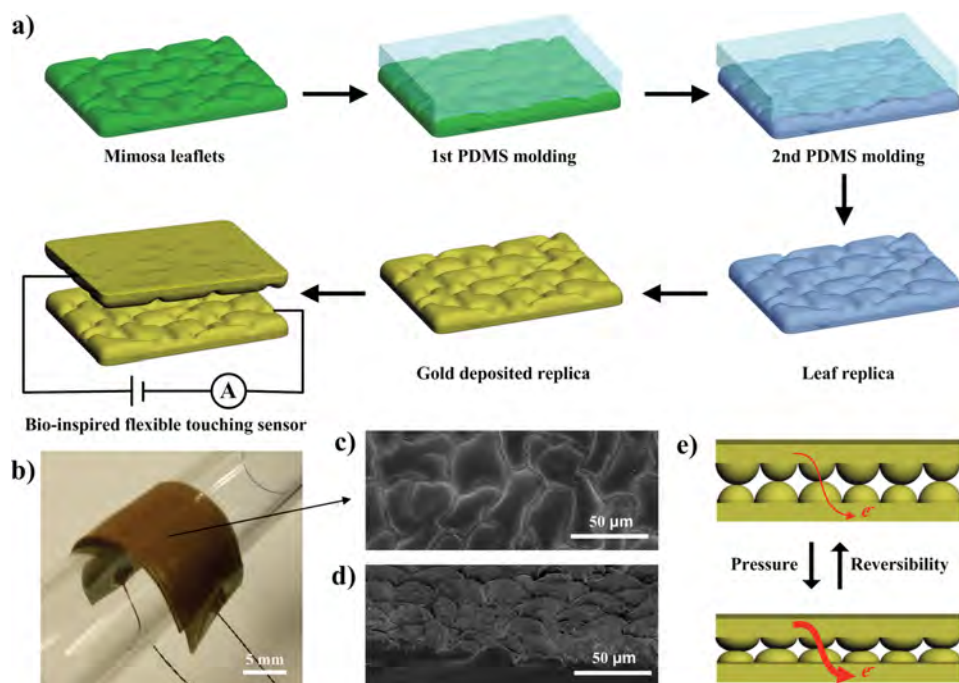 a)
Mimosa leaflets
1st PDMS molding
2nd PDMS molding
A
Bio-inspired flexible touching sensor
Gold deposited replica
Leaf replica
b)
5 mm
c)
50 µm
d)
50 µm
e)
e-
Pressure
Reversibility
e-